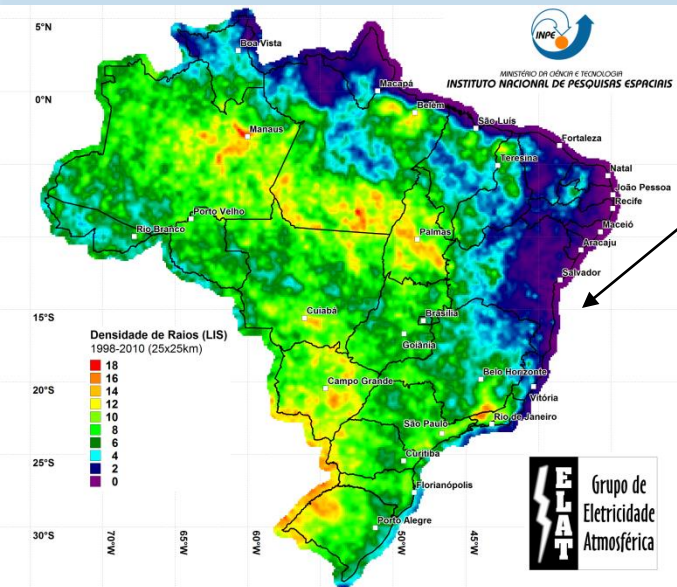 5°N
0°N
15°S
20°S
25°S
30°S
INPE
MINISTÉRIO DA CIÊNCIA E TECNOLOGIA
INSTITUTO NACIONAL DE PESQUISAS ESPACIAIS
Boa Vista
Macapá
Belém
São Luís
Fortaleza
Manaus
Teresina
Natal
João Pessoa
Recife
Porto Velho
Rio Branco
Palmas
Maceió
Aracaju
Salvador
Cuiabá
Brasília
Goiânia
Densidade de Raios (LIS)
1998-2010 (25x25km)
18
16
14
12
10
8
6
4
2
0
Campo Grande
Belo Horizonte
Vitória
São Paulo
Rio de Janeiro
Curitiba
Florianópolis
Porto Alegre
70°W
65°W
60°W
50°W
45°W
ELAT
Grupo de
Eletricidade
Atmosférica